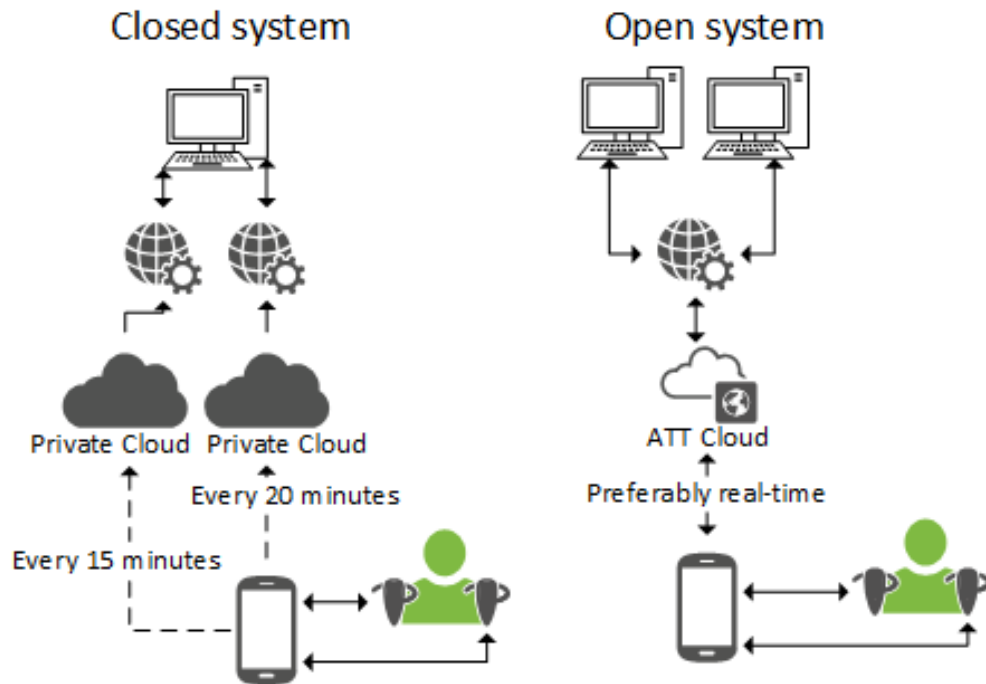 Closed system
Open system
Private Cloud
Private Cloud
ATT Cloud
Every 20 minutes
Preferably real-time
Every 15 minutes